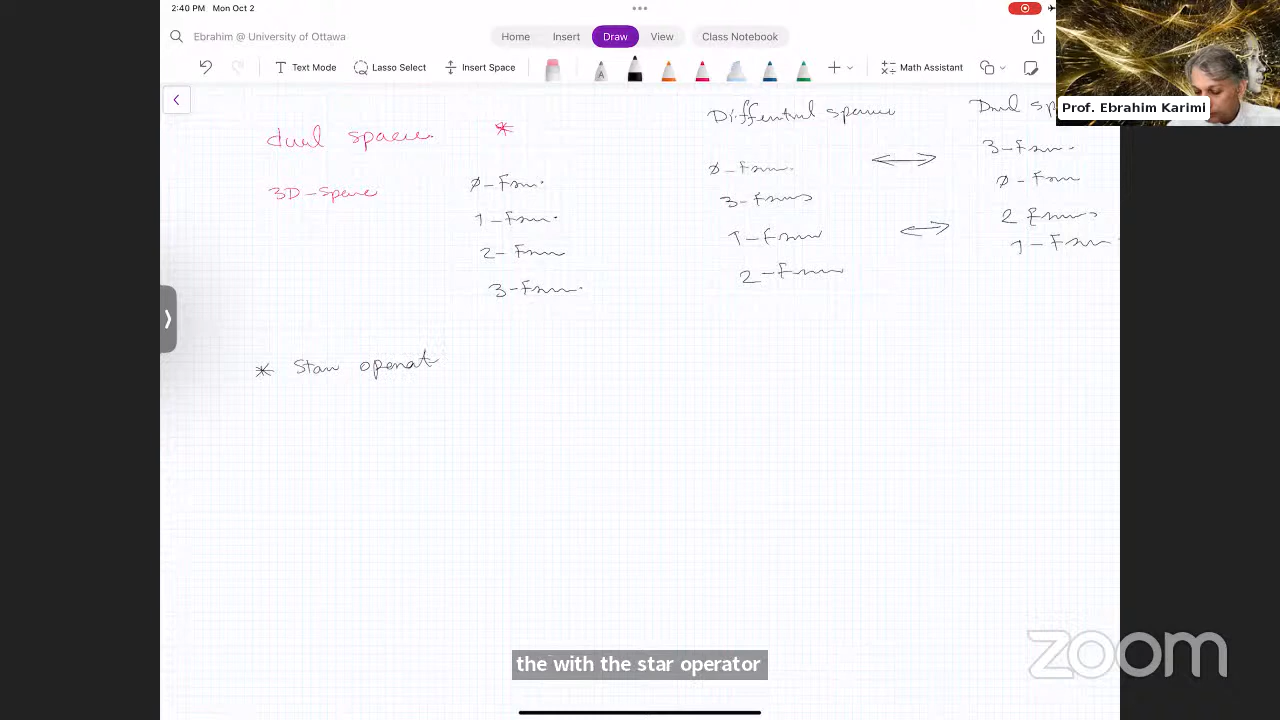 2:40 PM Mon Oct 2
Ebrahim @ University of Ottawa
Home Insert Draw View Class Notebook
Text Mode Lasso Select Insert Space Math Assistant
Prof. Ebrahim Karimi
dual space *
3D-Space
0-Form.
1-Form.
2-Form
3-Form.
Differential space
0-Form.
3-Forms
1-Form
2-Form
Dual sp
3-Form.
0-Form
2 Forms
1-Form
* Star operat
the with the star operator
zoom